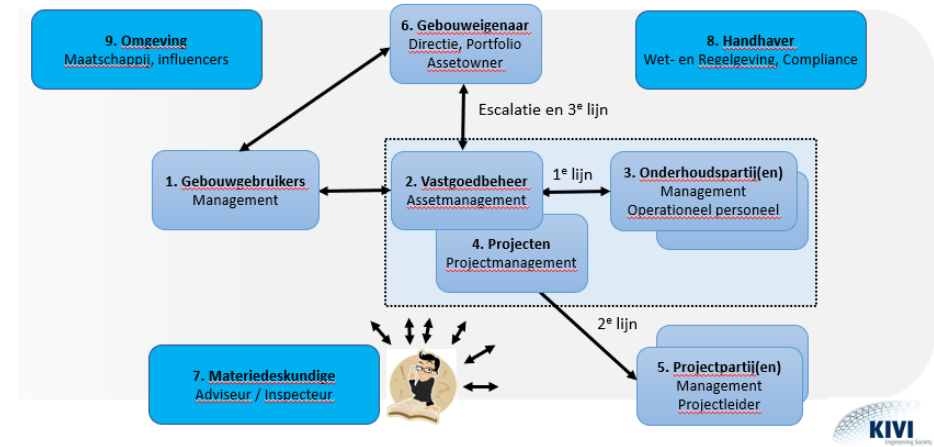 9. Omgeving
Maatschappij, influencers
6. Gebouweigenaar
Directie, Portfolio
Assetowner
8. Handhaver
Wet- en Regelgeving, Compliance
Escalatie en 3e lijn
1. Gebouwgebruikers
Management
2. Vastgoedbeheer
Assetmanagement
1e lijn
3. Onderhoudspartij(en)
Management
Operationeel personeel
4. Projecten
Projectmanagement
2e lijn
7. Materiedeskundige
Adviseur / Inspecteur
5. Projectpartij(en)
Management
Projectleider
KIVI
Engineering Society